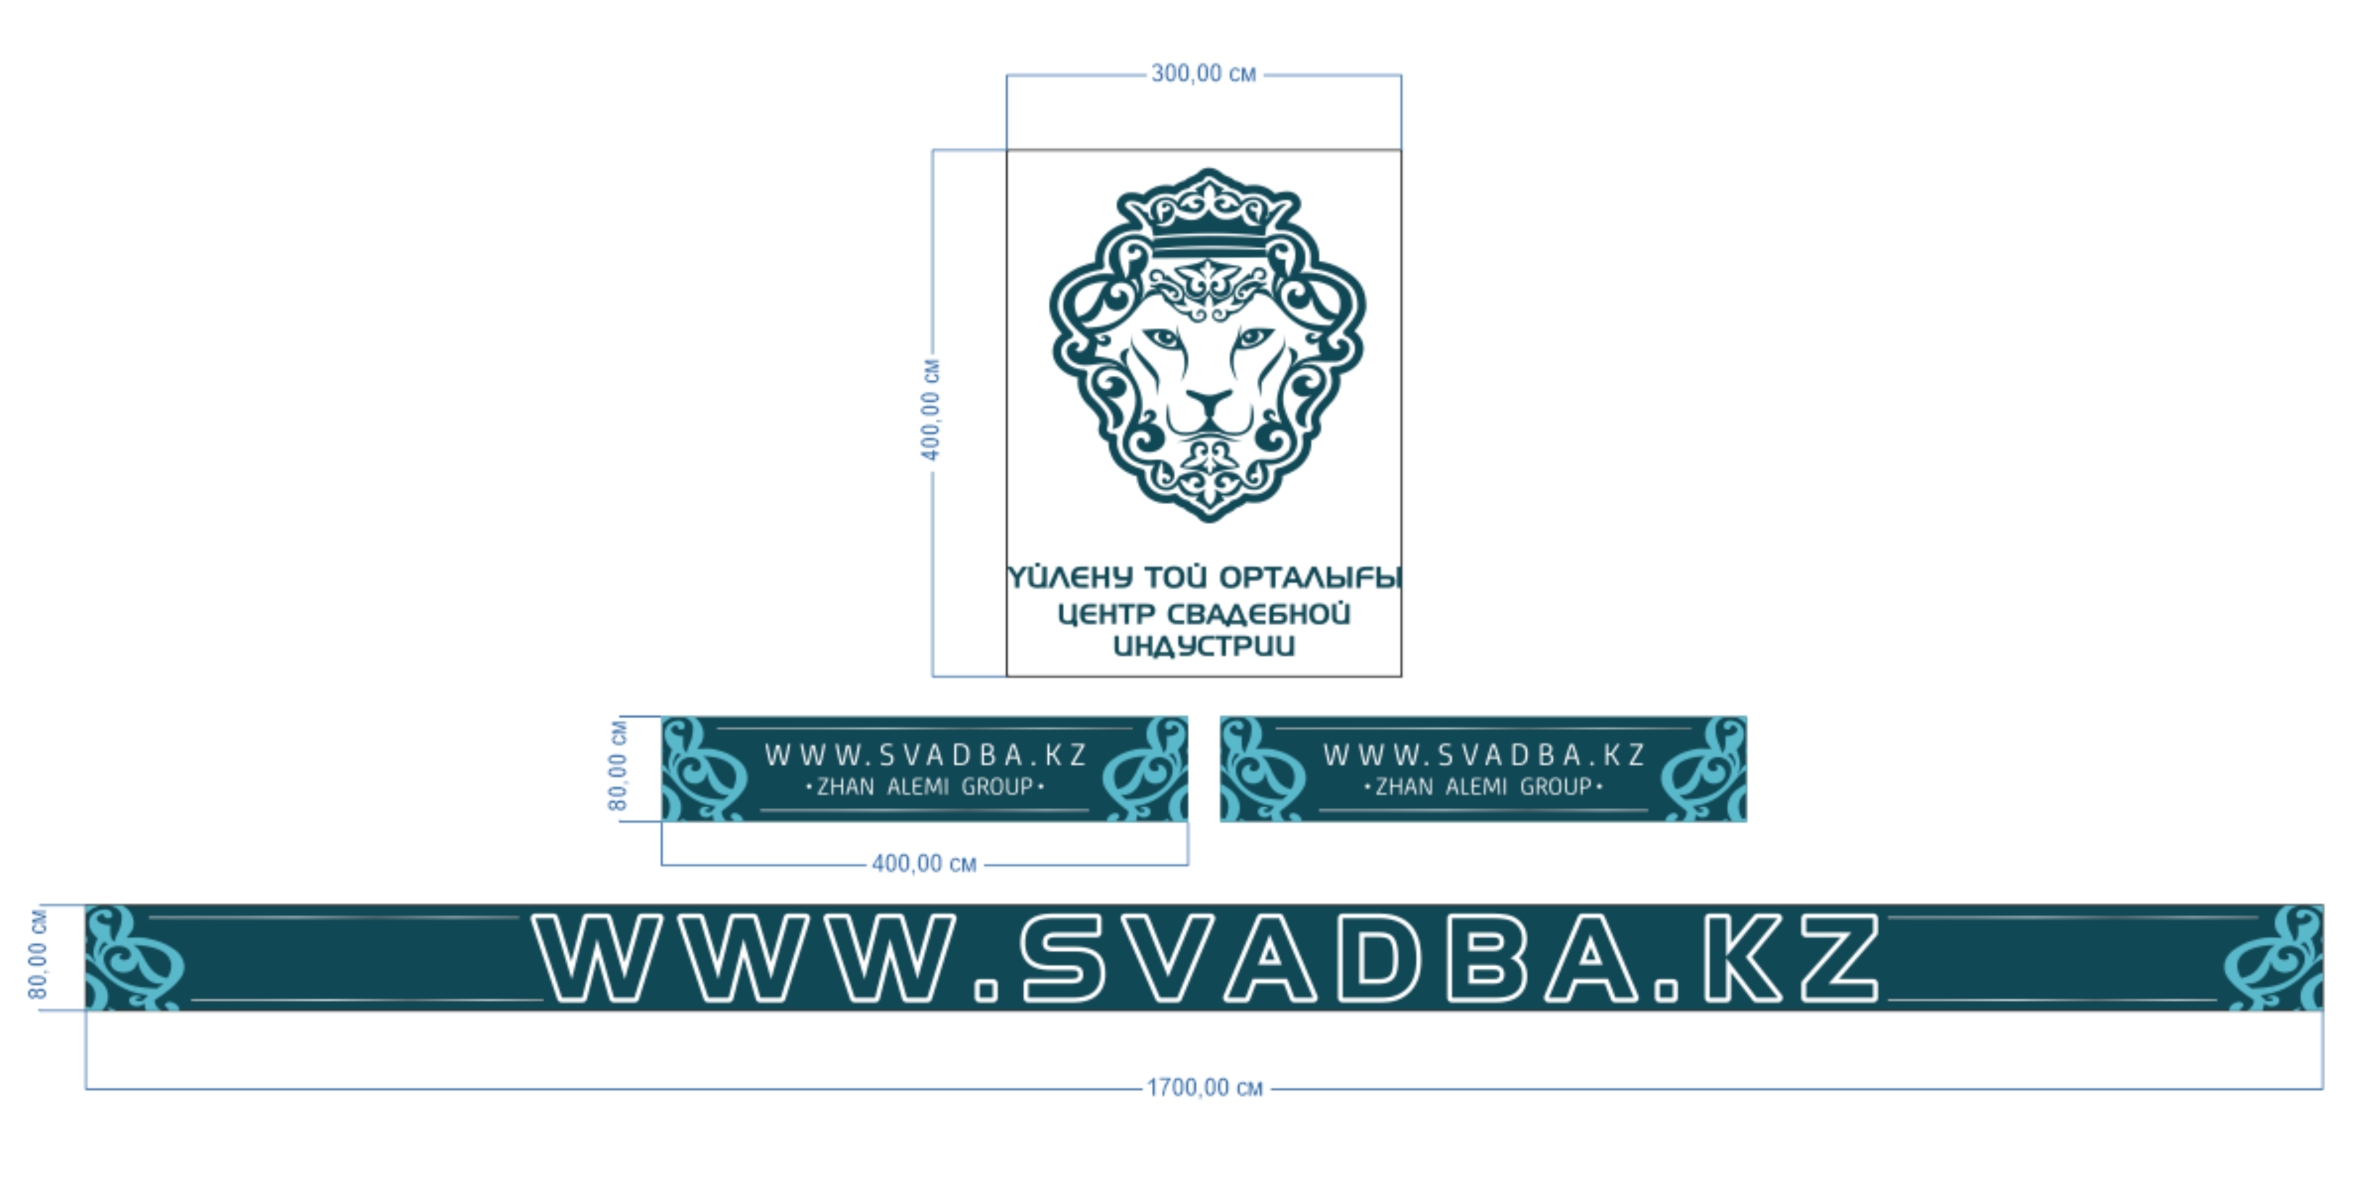 300,00 см
400,00 см
ҮЙЛЕНУ ТОЙ ОРТАЛЫҒЫ
ЦЕНТР СВАДЕБНОЙ
ИНДУСТРИИ
80,00 см
WWW.SVADBA.KZ
•ZHAN ALEMI GROUP•
WWW.SVADBA.KZ
•ZHAN ALEMI GROUP•
400,00 см
80,00 см
WWW.SVADBA.KZ
1700,00 см